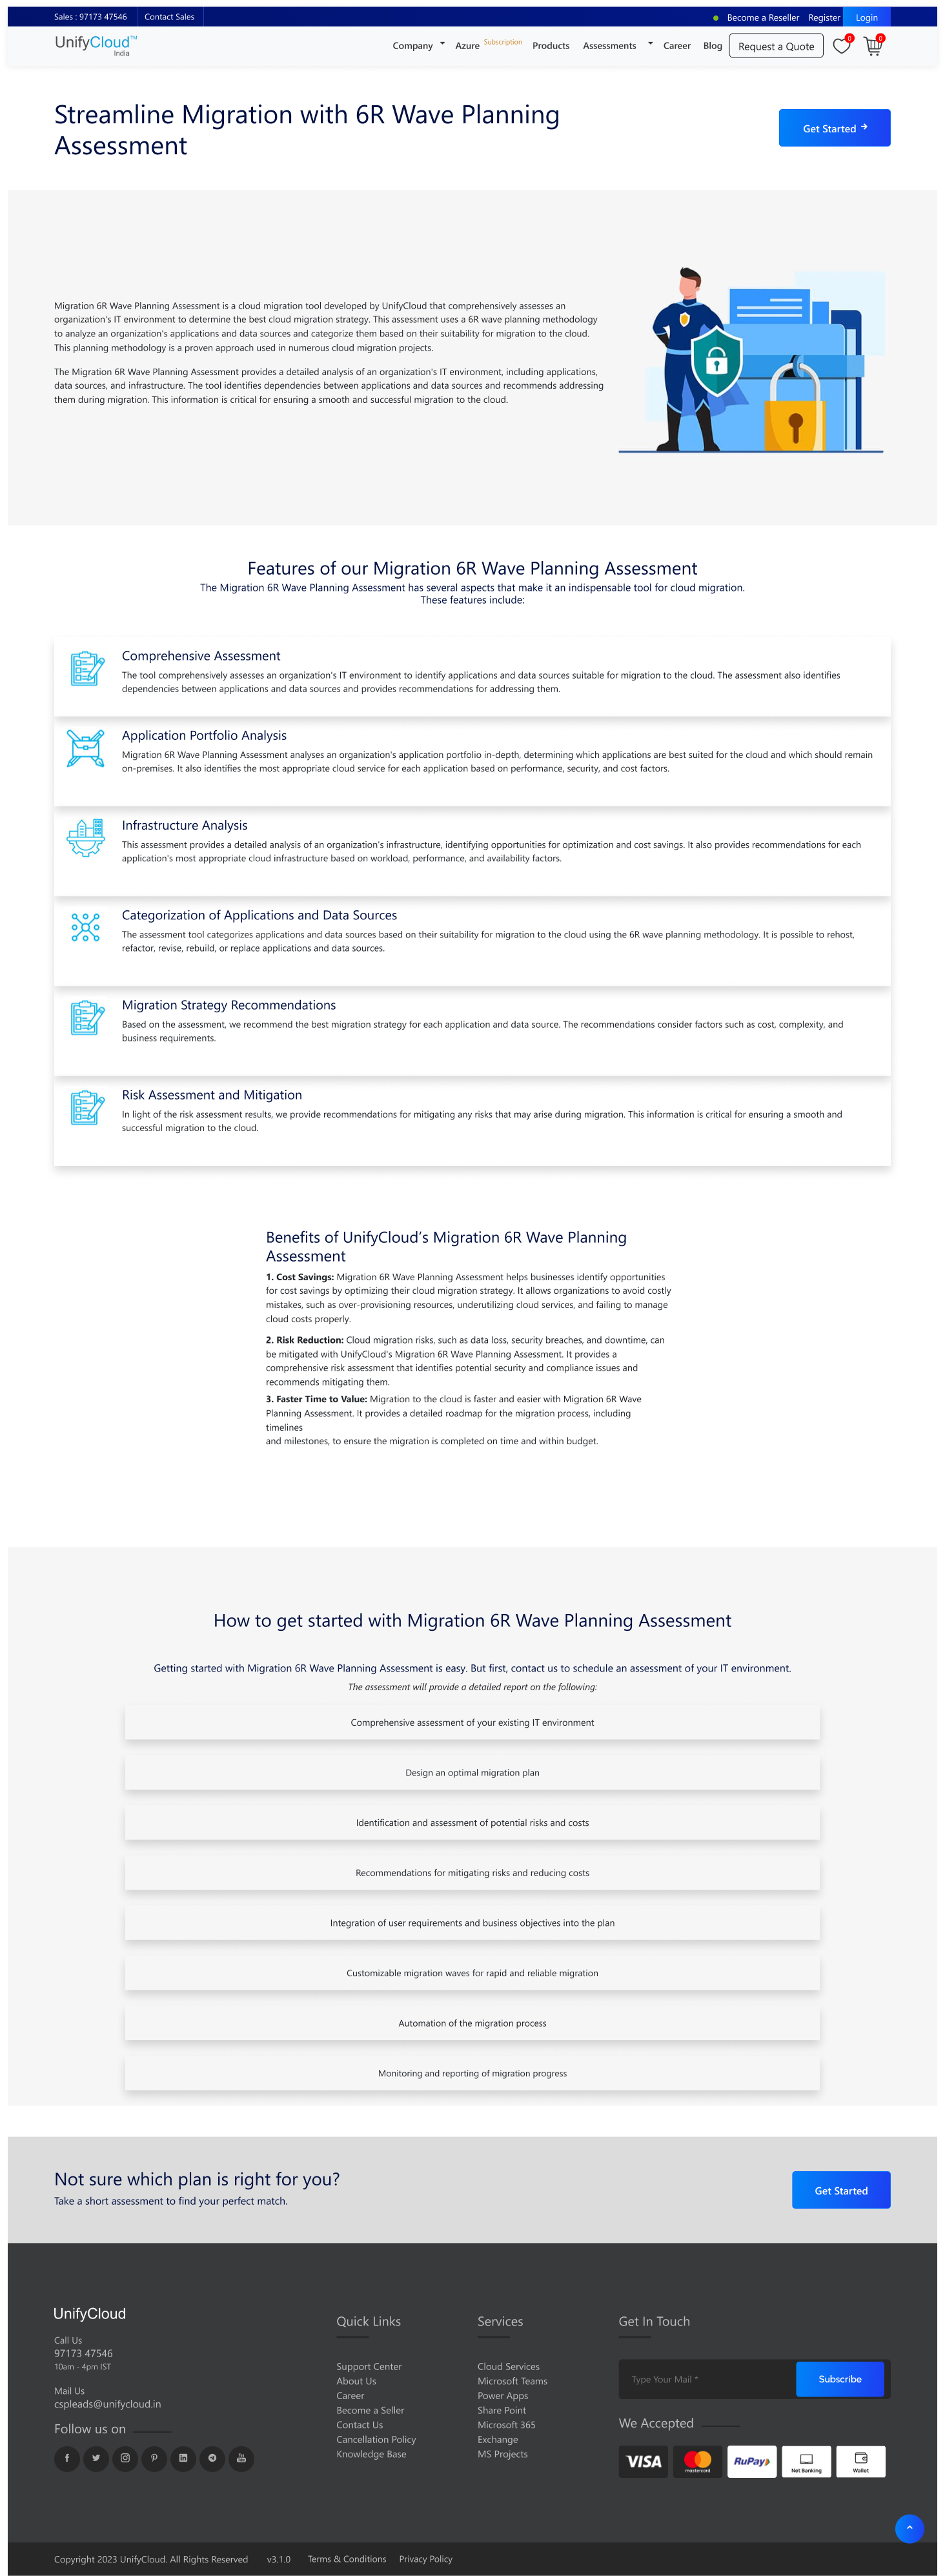 Sales : 97173 47546 Contact Sales Become a Reseller Register Login
UnifyCloud™
India
Company Azure Subscription Products Assessments Career Blog Request a Quote 0 0
Streamline Migration with 6R Wave Planning
Assessment
Get Started
Migration 6R Wave Planning Assessment is a cloud migration tool developed by UnifyCloud that comprehensively assesses an
organization's IT environment to determine the best cloud migration strategy. This assessment uses a 6R wave planning methodology
to analyze an organization's applications and data sources and categorize them based on their suitability for migration to the cloud.
This planning methodology is a proven approach used in numerous cloud migration projects.
The Migration 6R Wave Planning Assessment provides a detailed analysis of an organization's IT environment, including applications,
data sources, and infrastructure. The tool identifies dependencies between applications and data sources and recommends addressing
them during migration. This information is critical for ensuring a smooth and successful migration to the cloud.
Features of our Migration 6R Wave Planning Assessment
The Migration 6R Wave Planning Assessment has several aspects that make it an indispensable tool for cloud migration.
These features include:
Comprehensive Assessment
The tool comprehensively assesses an organization's IT environment to identify applications and data sources suitable for migration to the cloud. The assessment also identifies
dependencies between applications and data sources and provides recommendations for addressing them.
Application Portfolio Analysis
Migration 6R Wave Planning Assessment analyses an organization's application portfolio in-depth, determining which applications are best suited for the cloud and which should remain
on-premises. It also identifies the most appropriate cloud service for each application based on performance, security, and cost factors.
Infrastructure Analysis
This assessment provides a detailed analysis of an organization's infrastructure, identifying opportunities for optimization and cost savings. It also provides recommendations for each
application's most appropriate cloud infrastructure based on workload, performance, and availability factors.
Categorization of Applications and Data Sources
The assessment tool categorizes applications and data sources based on their suitability for migration to the cloud using the 6R wave planning methodology. It is possible to rehost,
refactor, revise, rebuild, or replace applications and data sources.
Migration Strategy Recommendations
Based on the assessment, we recommend the best migration strategy for each application and data source. The recommendations consider factors such as cost, complexity, and
business requirements.
Risk Assessment and Mitigation
In light of the risk assessment results, we provide recommendations for mitigating any risks that may arise during migration. This information is critical for ensuring a smooth and
successful migration to the cloud.
Benefits of UnifyCloud’s Migration 6R Wave Planning
Assessment
1. Cost Savings: Migration 6R Wave Planning Assessment helps businesses identify opportunities
for cost savings by optimizing their cloud migration strategy. It allows organizations to avoid costly
mistakes, such as over-provisioning resources, underutilizing cloud services, and failing to manage
cloud costs properly.
2. Risk Reduction: Cloud migration risks, such as data loss, security breaches, and downtime, can
be mitigated with UnifyCloud's Migration 6R Wave Planning Assessment. It provides a
comprehensive risk assessment that identifies potential security and compliance issues and
recommends mitigating them.
3. Faster Time to Value: Migration to the cloud is faster and easier with Migration 6R Wave
Planning Assessment. It provides a detailed roadmap for the migration process, including
timelines
and milestones, to ensure the migration is completed on time and within budget.
How to get started with Migration 6R Wave Planning Assessment
Getting started with Migration 6R Wave Planning Assessment is easy. But first, contact us to schedule an assessment of your IT environment.
The assessment will provide a detailed report on the following:
Comprehensive assessment of your existing IT environment
Design an optimal migration plan
Identification and assessment of potential risks and costs
Recommendations for mitigating risks and reducing costs
Integration of user requirements and business objectives into the plan
Customizable migration waves for rapid and reliable migration
Automation of the migration process
Monitoring and reporting of migration progress
Not sure which plan is right for you?
Take a short assessment to find your perfect match.
Get Started
UnifyCloud
Call Us
97173 47546
10am - 4pm IST
Mail Us
cspleads@unifycloud.in
Follow us on
Quick Links
Support Center
About Us
Career
Become a Seller
Contact Us
Cancellation Policy
Knowledge Base
Services
Cloud Services
Microsoft Teams
Power Apps
Share Point
Microsoft 365
Exchange
MS Projects
Get In Touch
Type Your Mail *
Subscribe
We Accepted
VISA mastercard RuPay Net Banking Wallet
Copyright 2023 UnifyCloud. All Rights Reserved v3.1.0 Terms & Conditions Privacy Policy